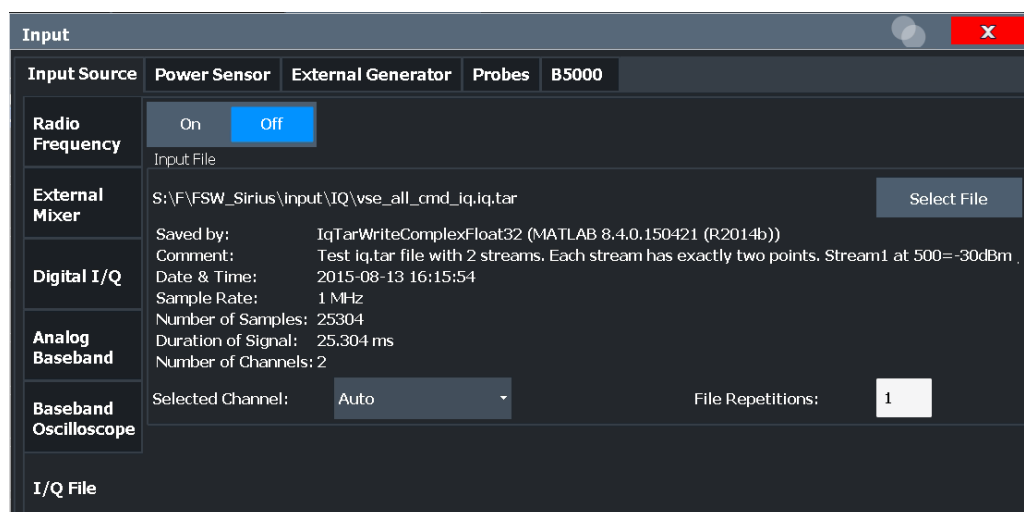 Input
X
Input Source Power Sensor External Generator Probes B5000
Radio
Frequency
On Off
Input File
External
Mixer
S:\F\FSW_Sirius\input\IQ\vse_all_cmd_iq.iq.tar
Select File
Saved by: IqTarWriteComplexFloat32 (MATLAB 8.4.0.150421 (R2014b))
Comment: Test iq.tar file with 2 streams. Each stream has exactly two points. Stream1 at 500=-30dBm
Digital I/Q
Date & Time: 2015-08-13 16:15:54
Sample Rate: 1 MHz
Number of Samples: 25304
Analog
Baseband
Duration of Signal: 25.304 ms
Number of Channels: 2
Baseband
Oscilloscope
Selected Channel: Auto
File Repetitions: 1
I/Q File